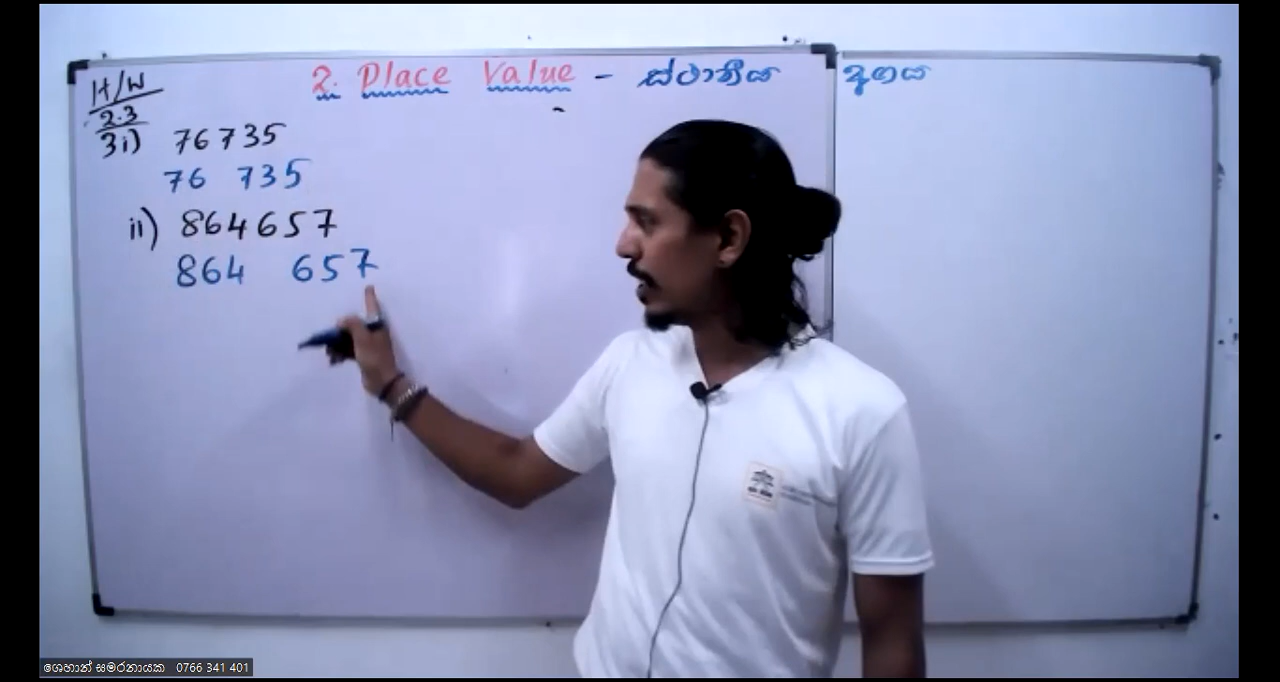 2. Place Value - ස්ථානීය අගය
H/W
2.3
3i) 76735
76 735
ii) 864657
864 657
ශෙහාන් සමරනායක 0766 341 401